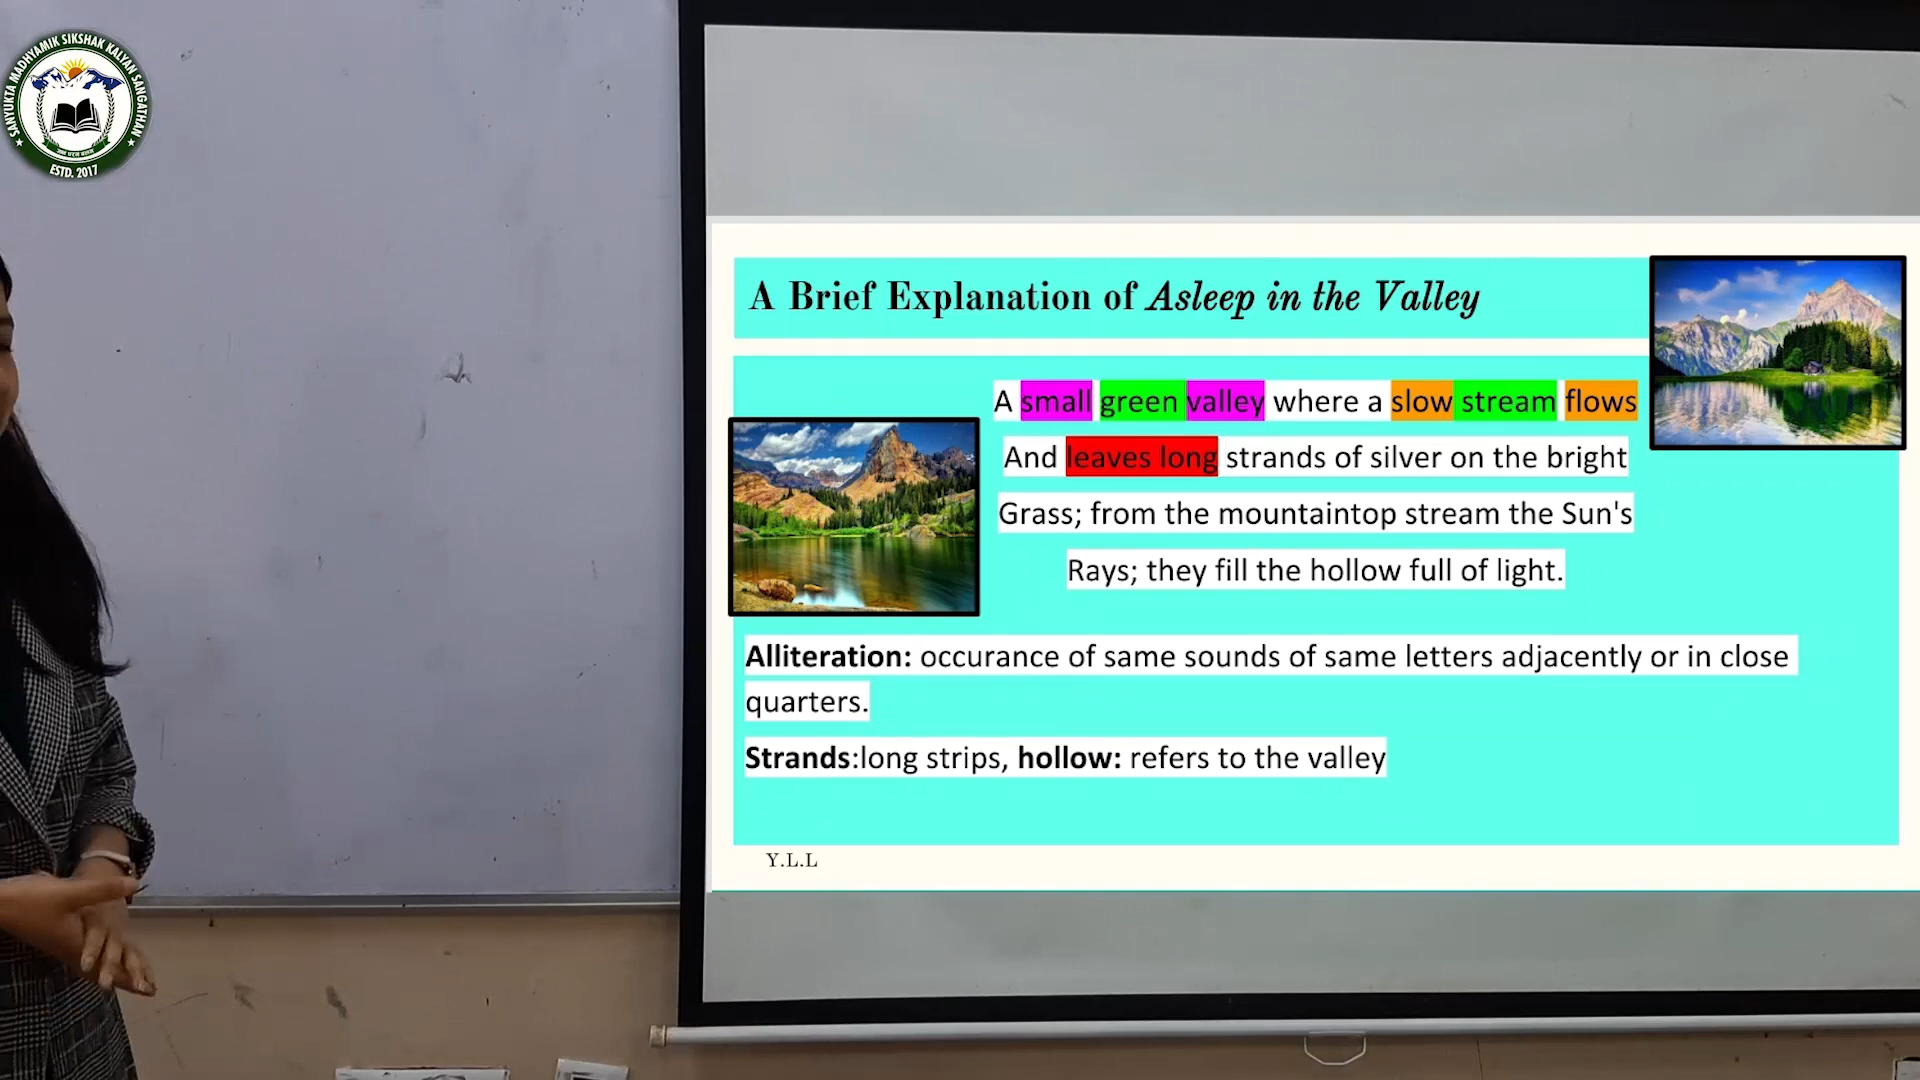 SANYUKTA MADHYAMIK SIKSHAK KALYAN SANGATHAN
ESTD. 2017
A Brief Explanation of Asleep in the Valley
A small green valley where a slow stream flows
And leaves long strands of silver on the bright
Grass; from the mountaintop stream the Sun's
Rays; they fill the hollow full of light.
Alliteration: occurance of same sounds of same letters adjacently or in close
quarters.
Strands:long strips, hollow: refers to the valley
Y.L.L